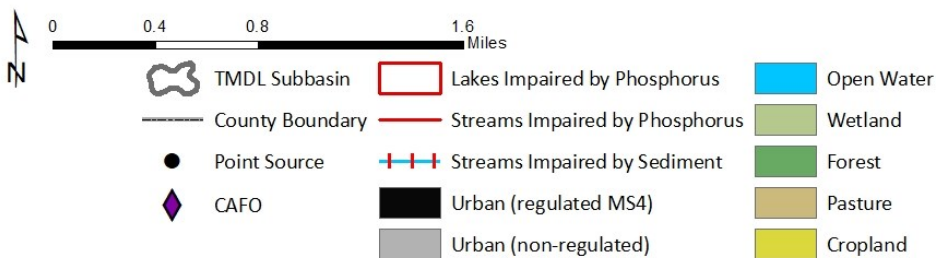 0 0.4 0.8 1.6
Miles
N
TMDL Subbasin
County Boundary
Point Source
CAFO
Lakes Impaired by Phosphorus
Streams Impaired by Phosphorus
Streams Impaired by Sediment
Urban (regulated MS4)
Urban (non-regulated)
Open Water
Wetland
Forest
Pasture
Cropland